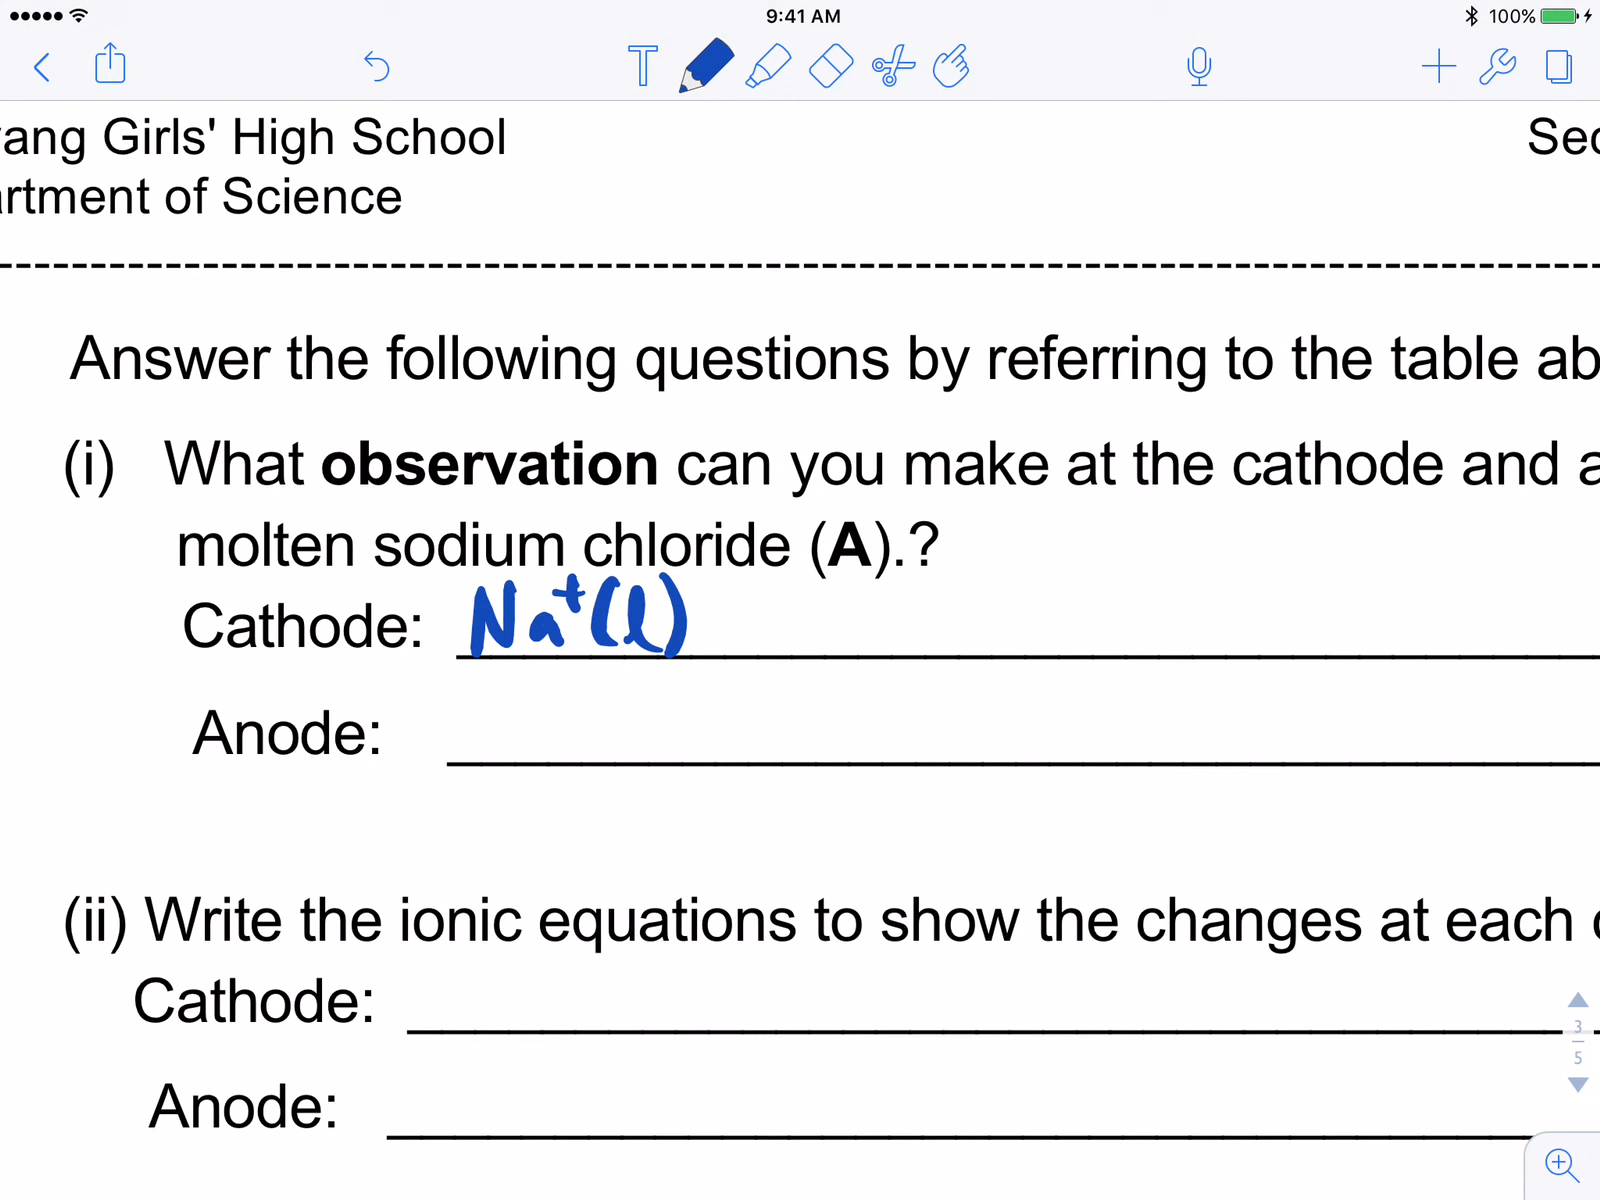 9:41 AM
100%
T
yang Girls' High School
Sec
artment of Science
Answer the following questions by referring to the table ab
(i) What observation can you make at the cathode and a
molten sodium chloride (A).?
Cathode: Na⁺(l)
Anode:
(ii) Write the ionic equations to show the changes at each
Cathode:
Anode:
3
5